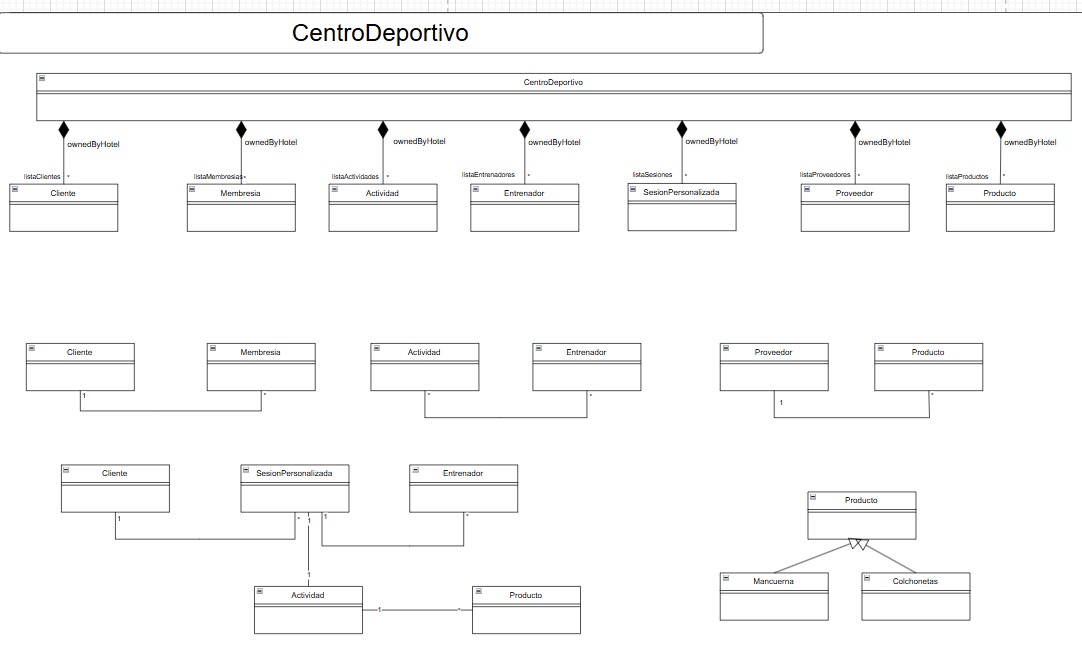 CentroDeportivo
CentroDeportivo
ownedByHotel ownedByHotel ownedByHotel ownedByHotel ownedByHotel ownedByHotel ownedByHotel
listaClientes * listaMembresias* listaActividades * listaEntrenadores * listaSesiones * listaProveedores * listaProductos *
Cliente Membresia Actividad Entrenador SesionPersonalizada Proveedor Producto
Cliente Membresia Actividad Entrenador Proveedor Producto
1 * * * 1 *
Cliente SesionPersonalizada Entrenador
1 * 1 1 *
Producto
1
Mancuerna Colchonetas
Actividad Producto
1 *